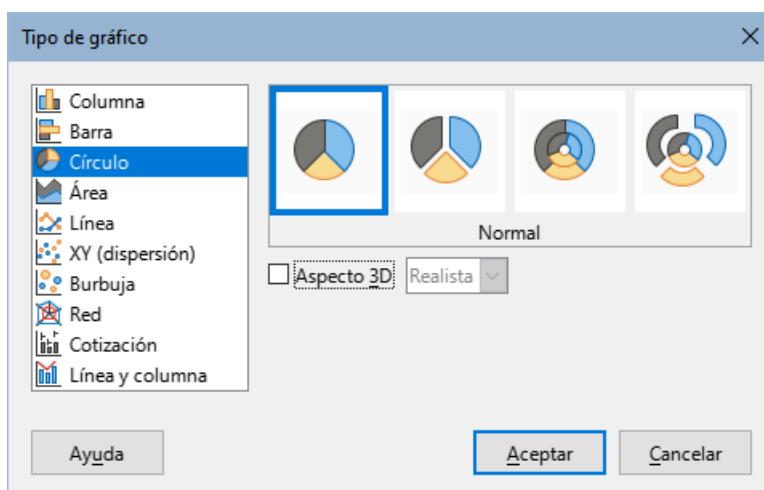 Tipo de gráfico
Columna
Barra
Círculo
Área
Línea
XY (dispersión)
Burbuja
Red
Cotización
Línea y columna
Normal
Aspecto 3D
Realista
Ayuda
Aceptar
Cancelar